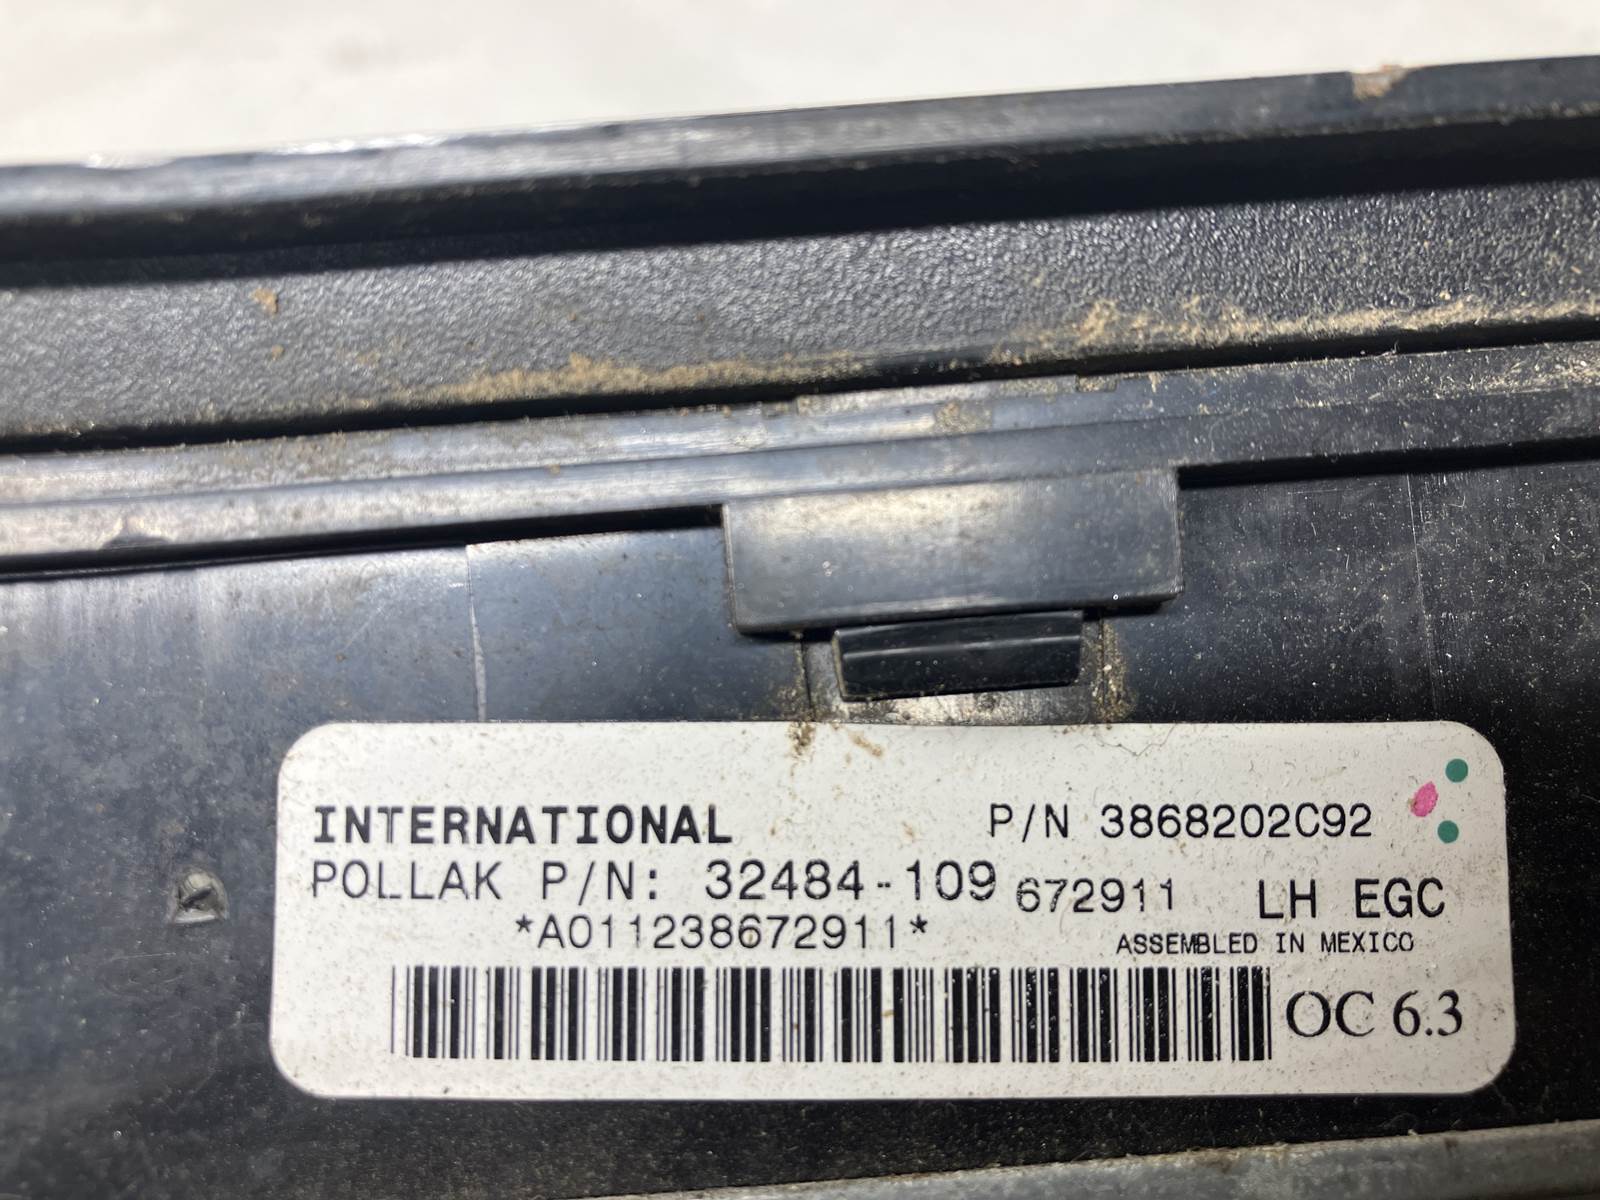 INTERNATIONAL P/N 3868202C92
POLLAK P/N: 32484-109 672911 LH EGC
*A011238672911* ASSEMBLED IN MEXICO
OC 6.3